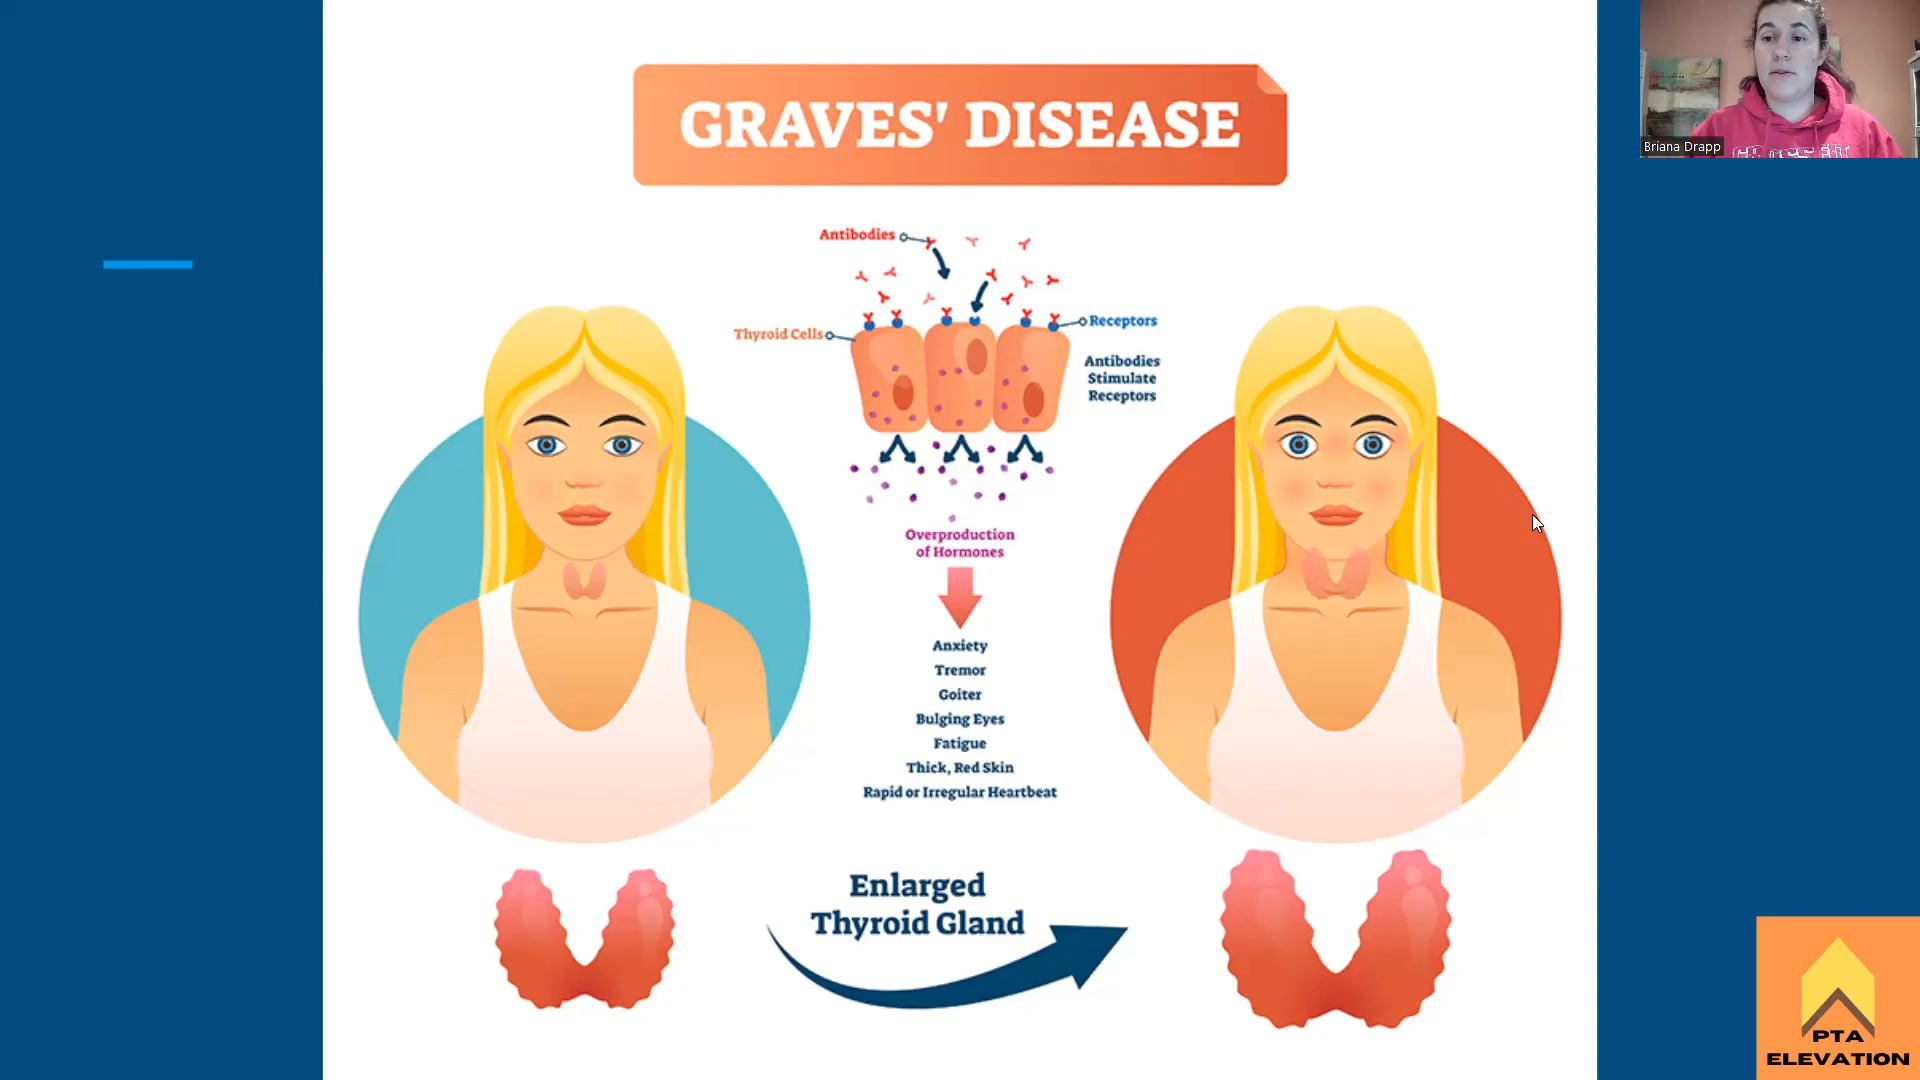 GRAVES' DISEASE
Briana Drapp
Antibodies
Thyroid Cells
Receptors
Antibodies
Stimulate
Receptors
Overproduction
of Hormones
Anxiety
Tremor
Goiter
Bulging Eyes
Fatigue
Thick, Red Skin
Rapid or Irregular Heartbeat
Enlarged
Thyroid Gland
PTA
ELEVATION